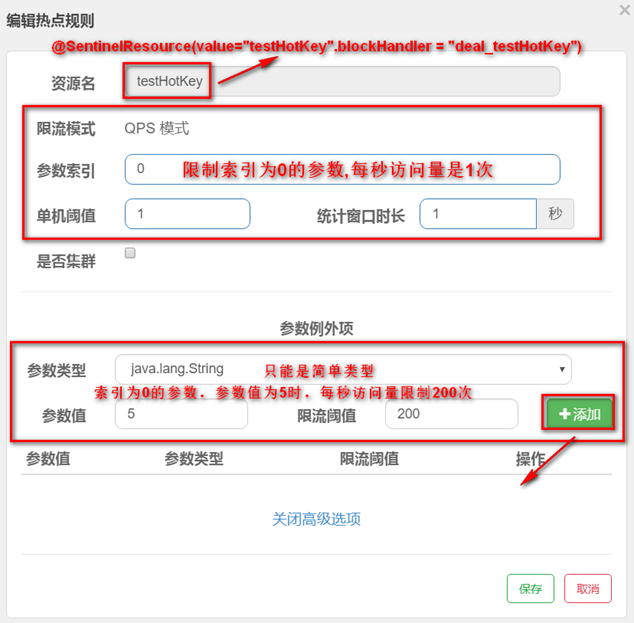 编辑热点规则
×
@SentinelResource(value="testHotKey".blockHandler = "deal_testHotKey")
资源名 testHotKey
限流模式 QPS 模式
参数索引 0 限制索引为0的参数,每秒访问量是1次
单机阈值 1 统计窗口时长 1 秒
是否集群
参数例外项
参数类型 java.lang.String 只能是简单类型
索引为0的参数．参数值为5时．每秒访问量限制200次
参数值 5 限流阈值 200 +添加
参数值 参数类型 限流阈值 操作
关闭高级选项
保存 取消